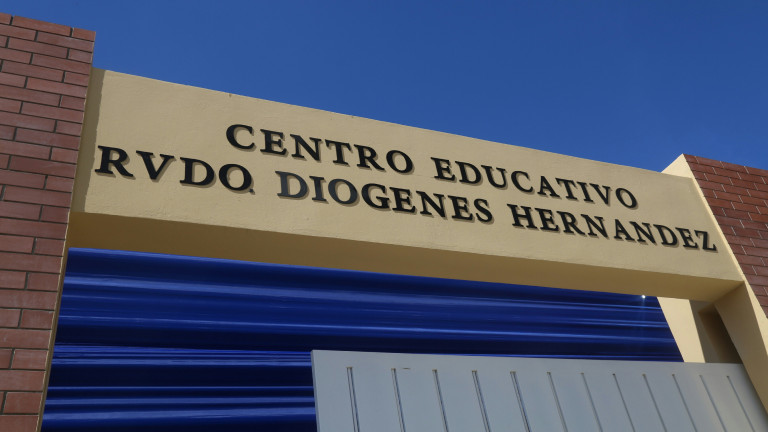 CENTRO EDUCATIVO
RVDO. DIOGENES HERNANDEZ